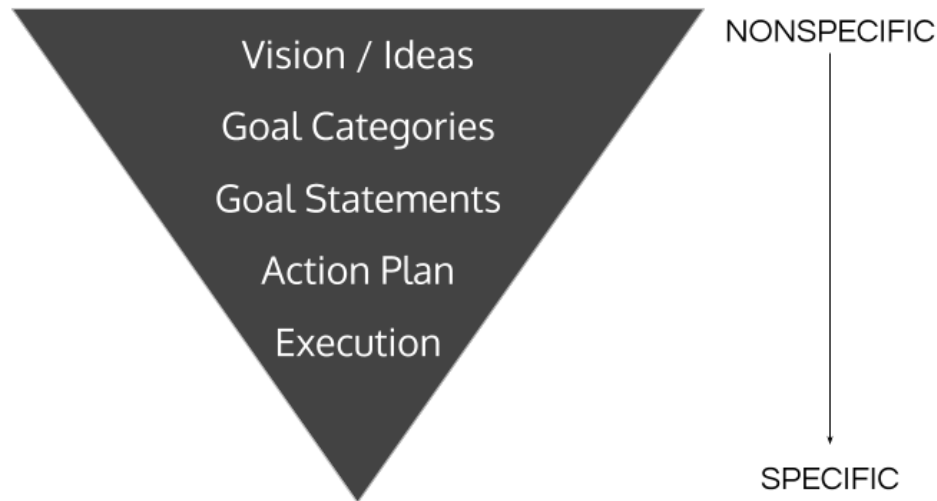 Vision / Ideas
Goal Categories
Goal Statements
Action Plan
Execution
NONSPECIFIC
SPECIFIC